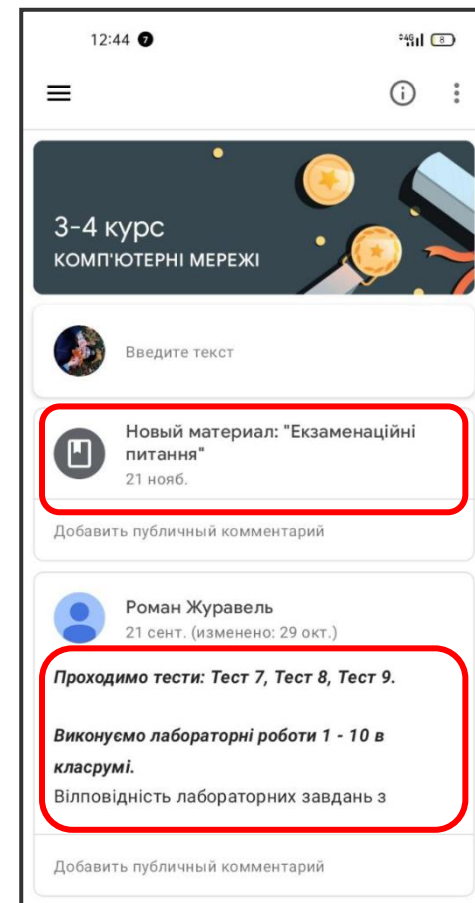 12:44 7
4G 8
3-4 курс
КОМП'ЮТЕРНІ МЕРЕЖІ
Введите текст
Новый материал: "Екзаменаційні
питання"
21 нояб.
Добавить публичный комментарий
Роман Журавель
21 сент. (изменено: 29 окт.)
Проходимо тести: Тест 7, Тест 8, Тест 9.
Виконуємо лабораторні роботи 1 - 10 в
класрумі.
Вілповідність лабораторних завдань з
Добавить публичный комментарий